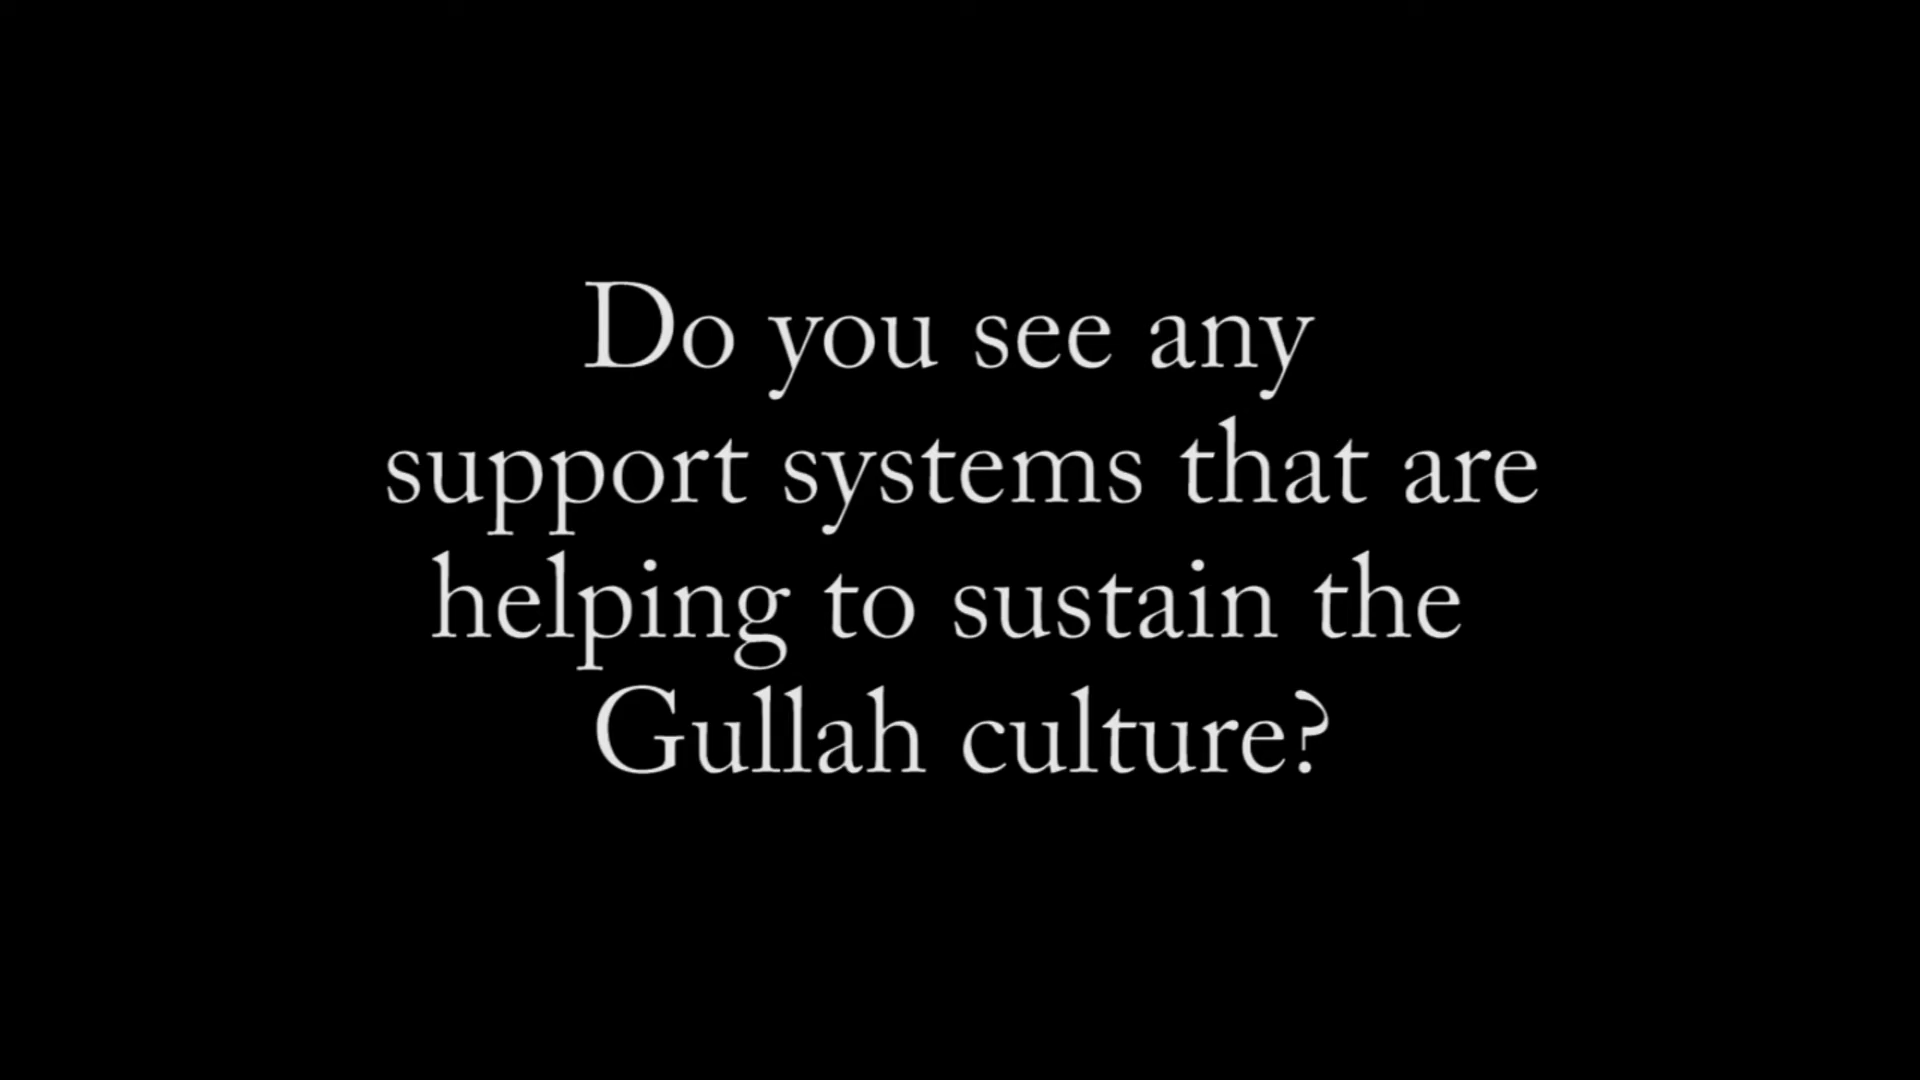 Do you see any
support systems that are
helping to sustain the
Gullah culture?